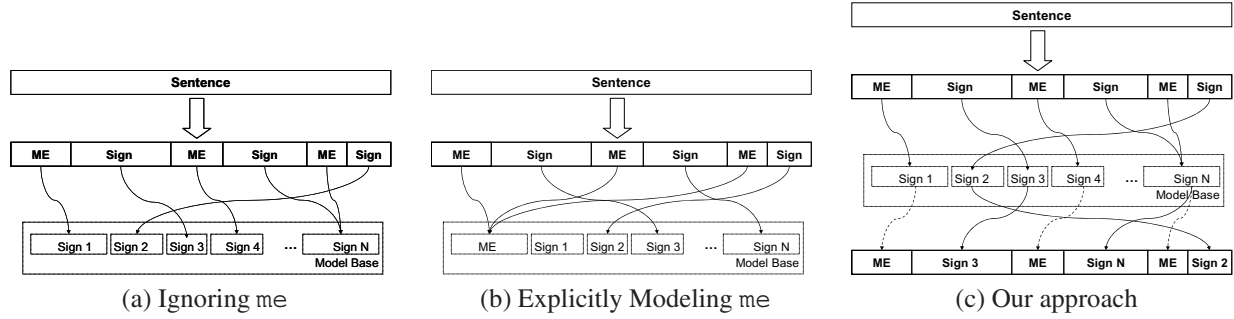 Sentence
ME Sign ME Sign ME Sign
Sign 1 Sign 2 Sign 3 Sign 4 ... Sign N
Model Base
(a) Ignoring me
Sentence
ME Sign ME Sign ME Sign
ME Sign 1 Sign 2 Sign 3 ... Sign N
Model Base
(b) Explicitly Modeling me
Sentence
ME Sign ME Sign ME Sign
Sign 1 Sign 2 Sign 3 Sign 4 ... Sign N
Model Base
ME Sign 3 ME Sign N ME Sign 2
(c) Our approach